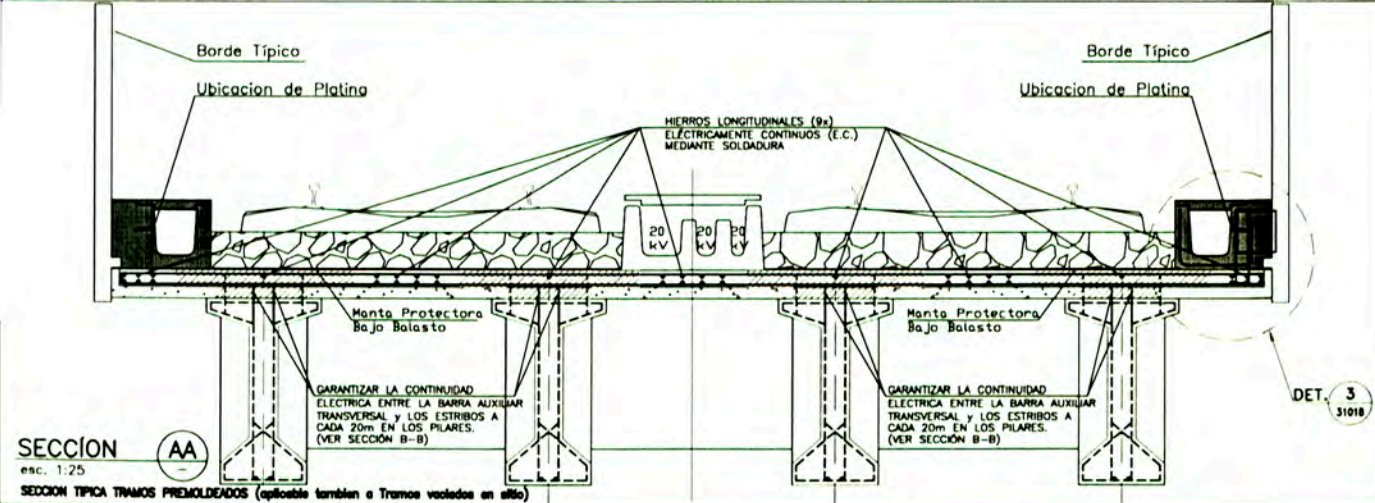 Borde Típico
Borde Típico
Ubicacion de Platina
Ubicacion de Platina
HIERROS LONGITUDINALES (9x)
ELÉCTRICAMENTE CONTINUOS (E.C.)
MEDIANTE SOLDADURA
20 kV
20 kV
20 kV
Manta Protectora
Bajo Balasto
Manta Protectora
Bajo Balasto
GARANTIZAR LA CONTINUIDAD
ELECTRICA ENTRE LA BARRA AUXILIAR
TRANSVERSAL y LOS ESTRIBOS A
CADA 20m EN LOS PILARES.
(VER SECCIÓN B-B)
GARANTIZAR LA CONTINUIDAD
ELECTRICA ENTRE LA BARRA AUXILIAR
TRANSVERSAL y LOS ESTRIBOS A
CADA 20m EN LOS PILARES.
(VER SECCIÓN B-B)
DET. 3
31018
SECCÍON AA
esc. 1:25 -
SECCION TIPICA TRAMOS PREMOLDEADOS (aplicable tambien a Tramos vaciados en sitio)